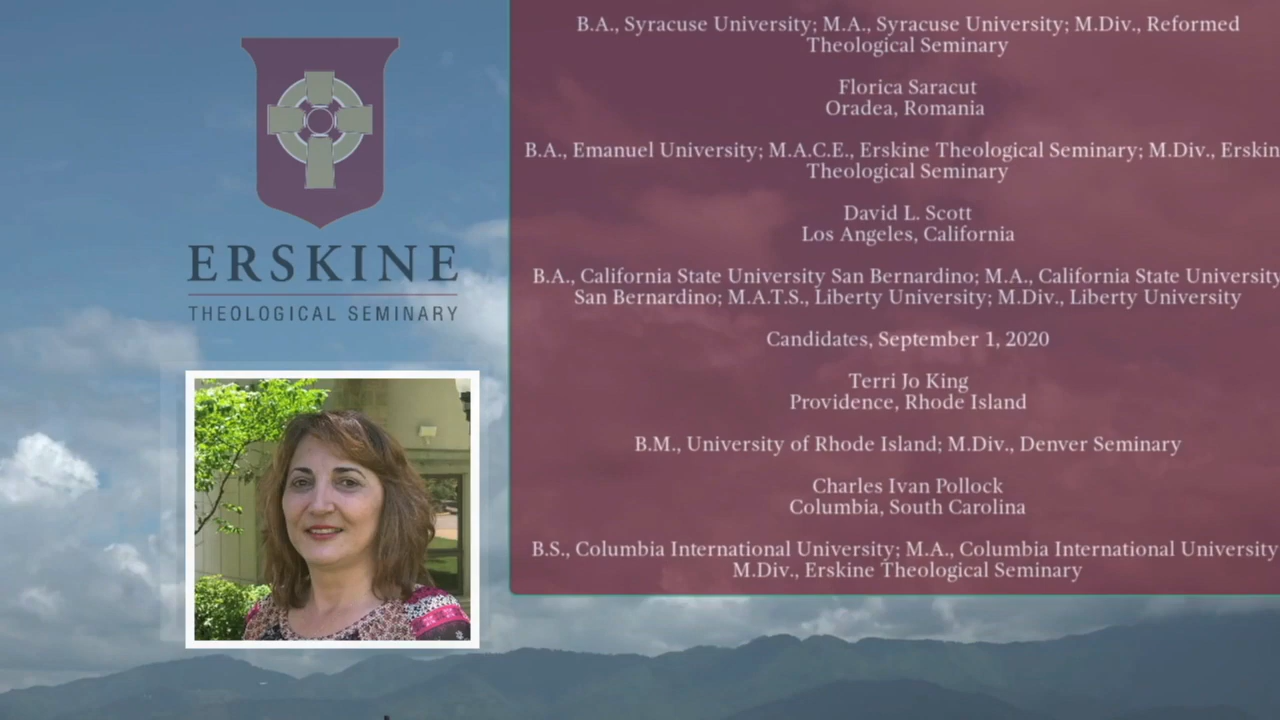 ERSKINE
THEOLOGICAL SEMINARY
B.A., Syracuse University; M.A., Syracuse University; M.Div., Reformed
Theological Seminary
Florica Saracut
Oradea, Romania
B.A., Emanuel University; M.A.C.E., Erskine Theological Seminary; M.Div., Erskin
Theological Seminary
David L. Scott
Los Angeles, California
B.A., California State University San Bernardino; M.A., California State University
San Bernardino; M.A.T.S., Liberty University; M.Div., Liberty University
Candidates, September 1, 2020
Terri Jo King
Providence, Rhode Island
B.M., University of Rhode Island; M.Div., Denver Seminary
Charles Ivan Pollock
Columbia, South Carolina
B.S., Columbia International University; M.A., Columbia International University
M.Div., Erskine Theological Seminary